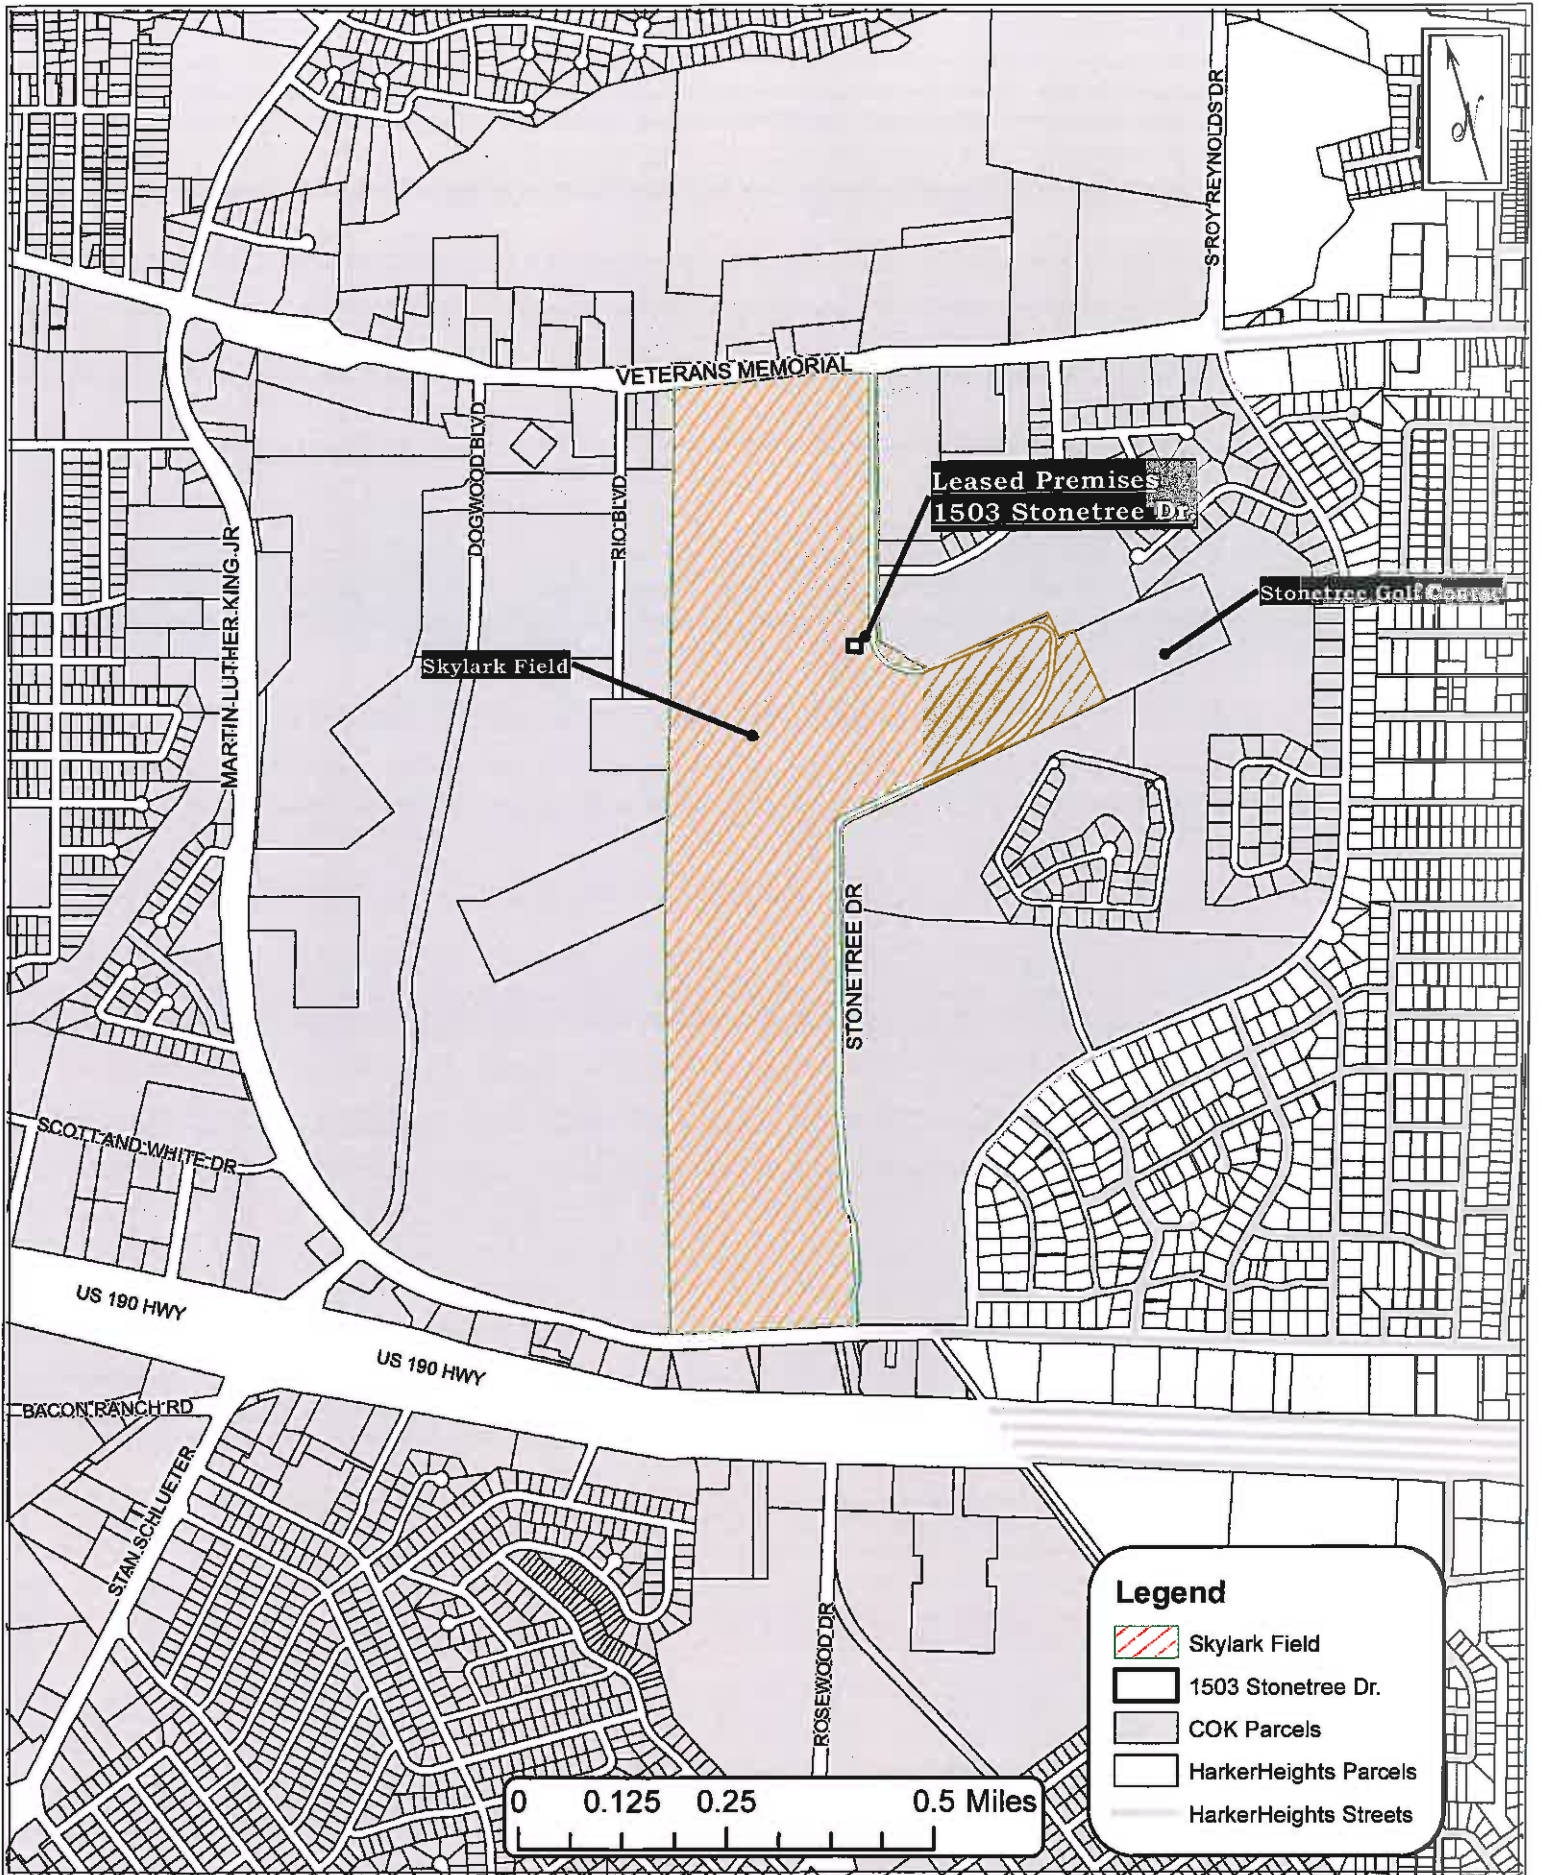 S ROY REYNOLDS DR
VETERANS MEMORIAL
DOGWOOD BLVD
RIO BLVD
Leased Premises
1503 Stonetree Dr.
MARTIN LUTHER KING JR
Stonetree Golf Course
Skylark Field
STONETREE DR
SCOTT AND WHITE DR
US 190 HWY
US 190 HWY
BACON RANCH RD
STAN SCHLUETER
ROSEWOOD DR
Legend
Skylark Field
1503 Stonetree Dr.
COK Parcels
HarkerHeights Parcels
HarkerHeights Streets
0 0.125 0.25 0.5 Miles